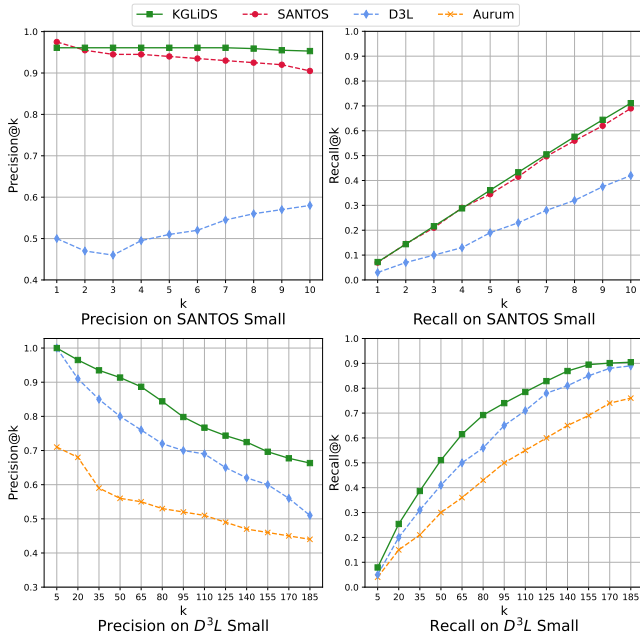 KGLiDS SANTOS D3L Aurum
1.0
0.9
0.8
0.7
0.6
0.5
0.4
Precision@k
1 2 3 4 5 6 7 8 9 10
k
Precision on SANTOS Small
1.0
0.9
0.8
0.7
0.6
0.5
0.4
0.3
0.2
0.1
0.0
Recall@k
1 2 3 4 5 6 7 8 9 10
k
Recall on SANTOS Small
1.0
0.9
0.8
0.7
0.6
0.5
0.4
0.3
Precision@k
5 20 35 50 65 80 95 110 125 140 155 170 185
k
Precision on D³L Small
1.0
0.9
0.8
0.7
0.6
0.5
0.4
0.3
0.2
0.1
0.0
Recall@k
5 20 35 50 65 80 95 110 125 140 155 170 185
k
Recall on D³L Small